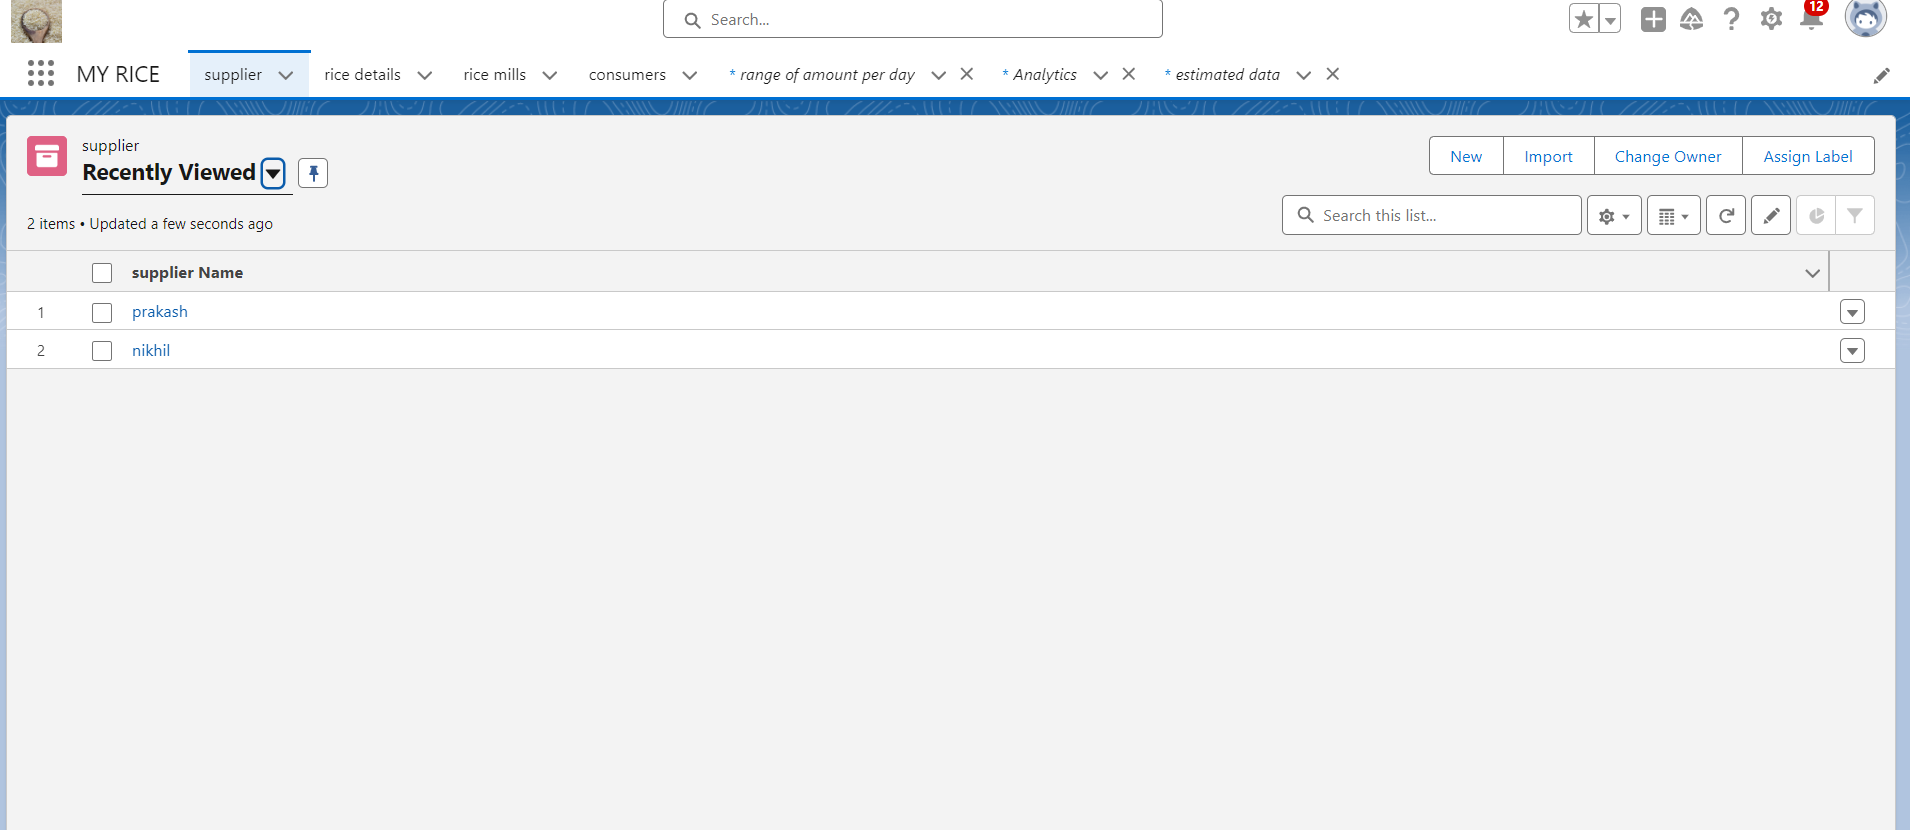 Search...
12
MY RICE
supplier
rice details
rice mills
consumers
* range of amount per day
* Analytics
* estimated data
supplier
Recently Viewed
New
Import
Change Owner
Assign Label
2 items • Updated a few seconds ago
Search this list...
supplier Name
1 prakash
2 nikhil